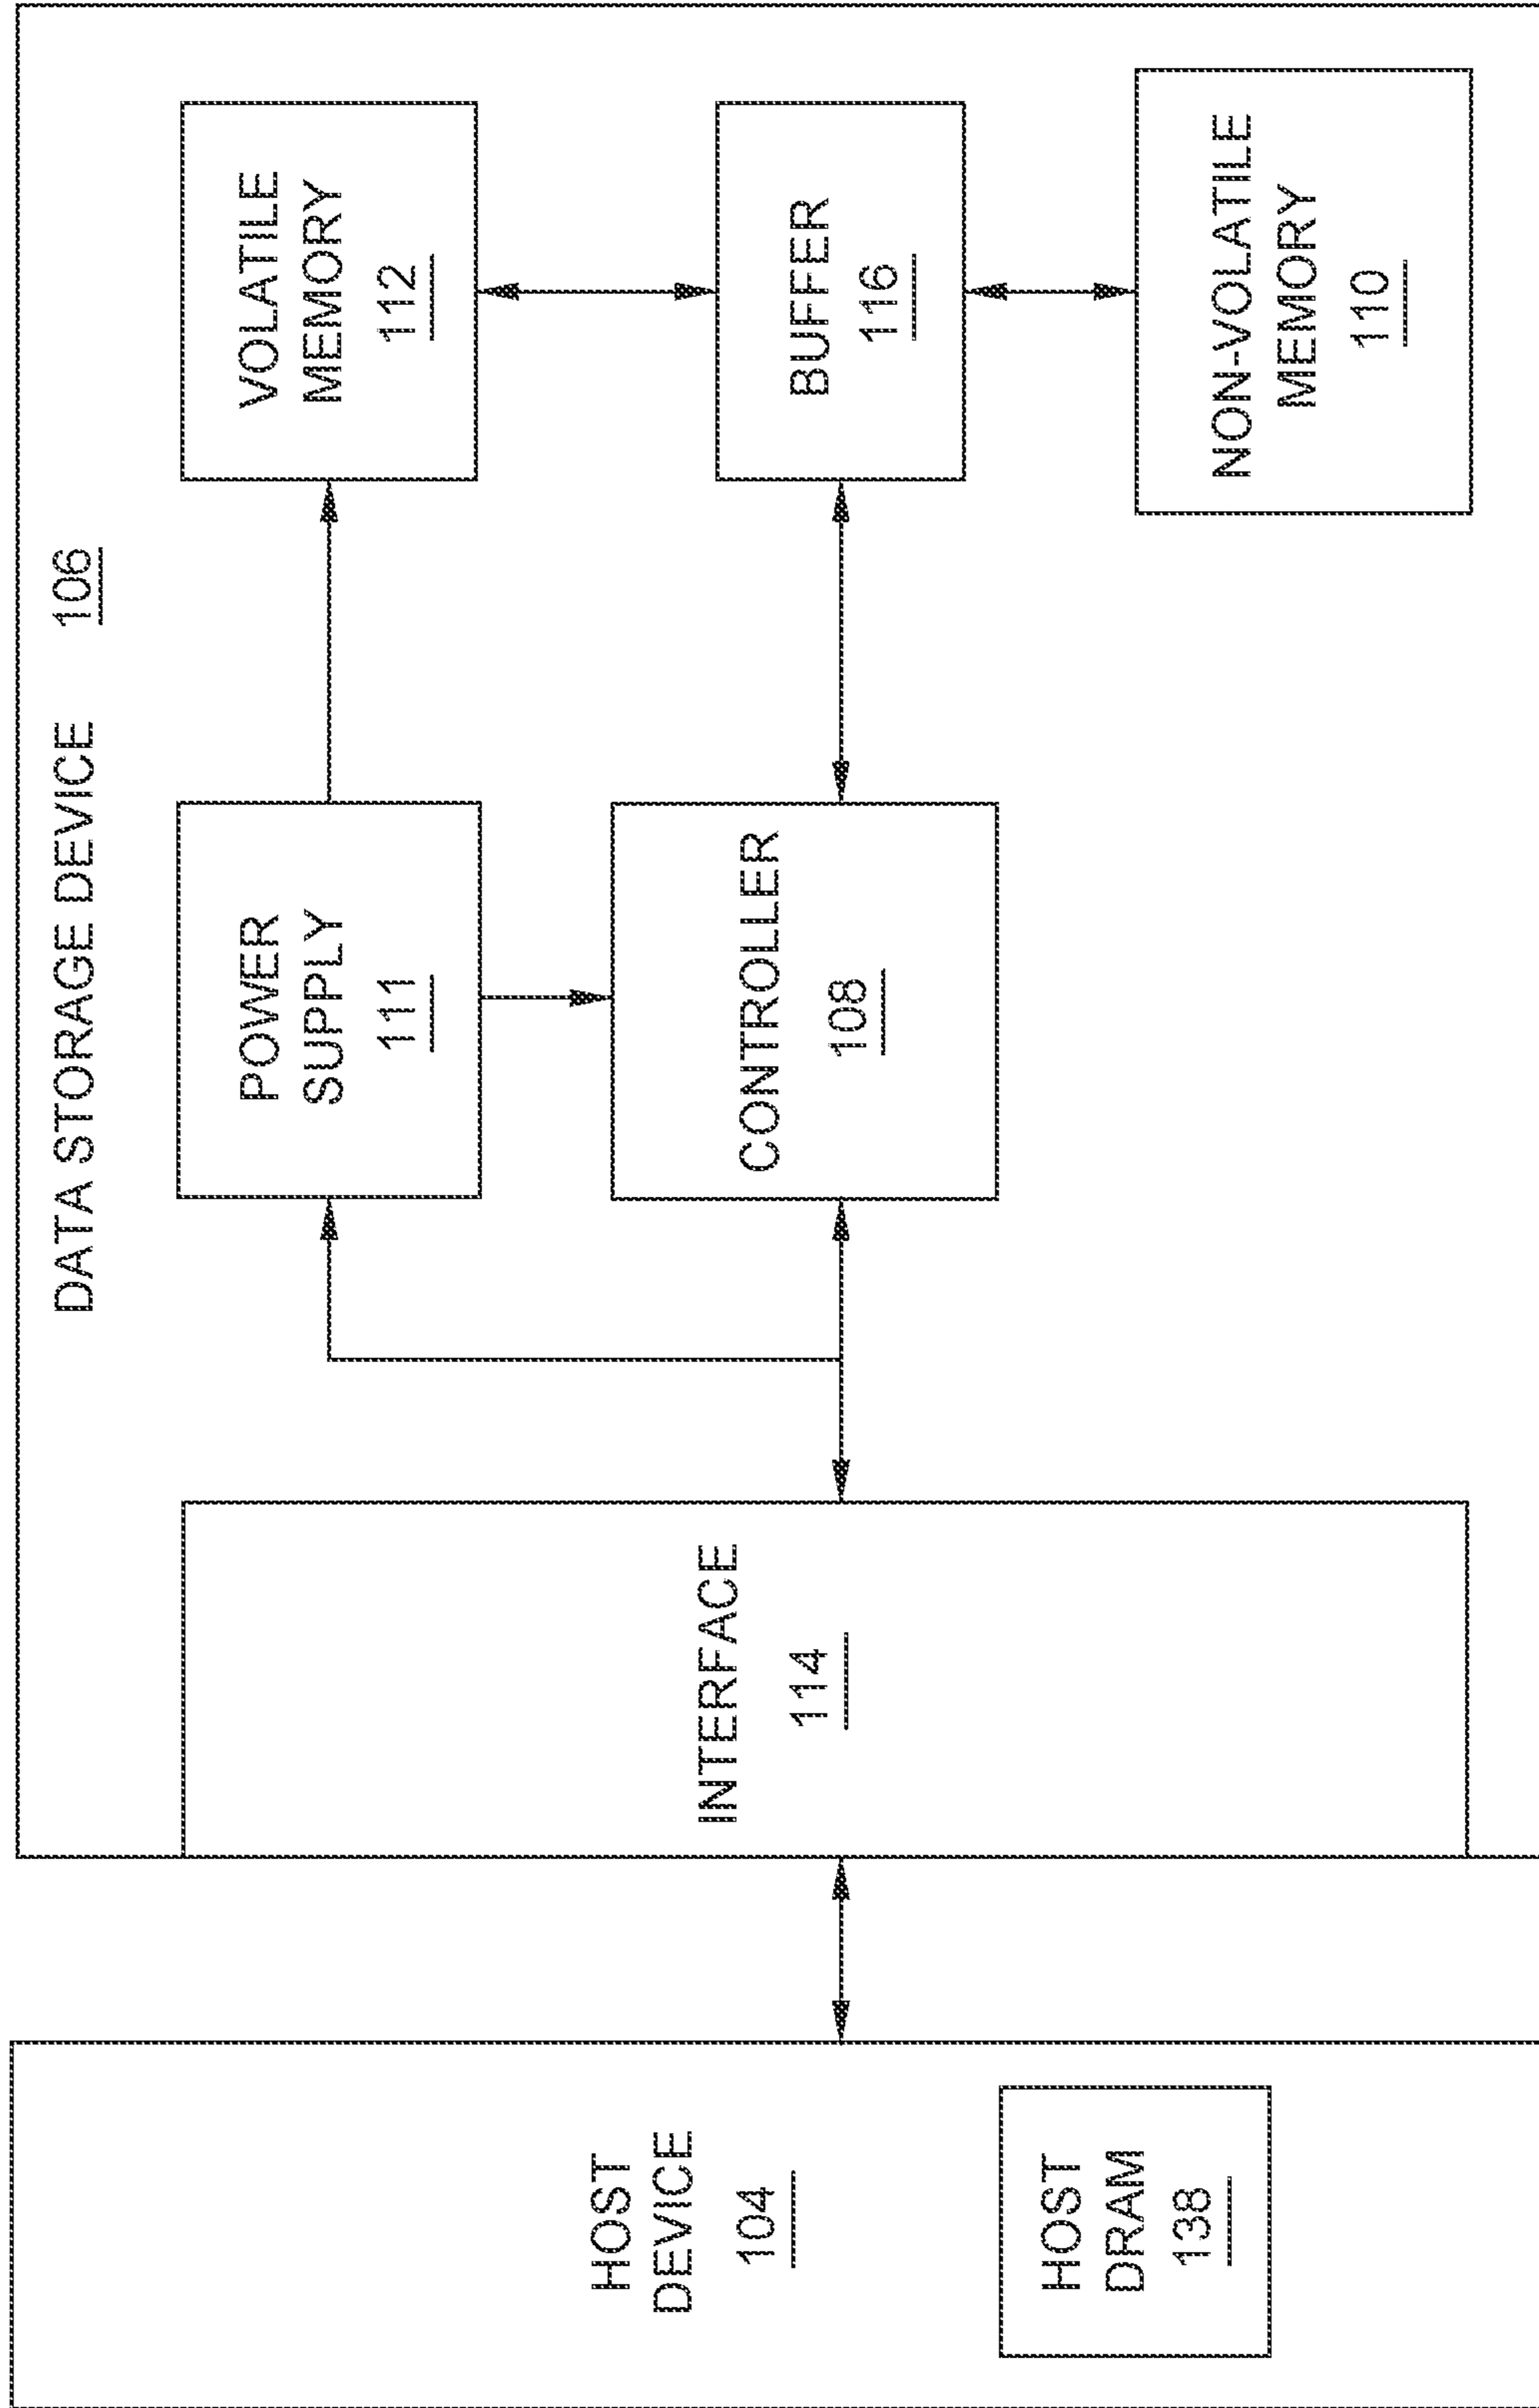 DATA STORAGE DEVICE 106
HOST
DEVICE
104
HOST
DRAM
138
INTERFACE
114
POWER
SUPPLY
111
CONTROLLER
108
VOLATILE
MEMORY
112
BUFFER
116
NON-VOLATILE
MEMORY
110